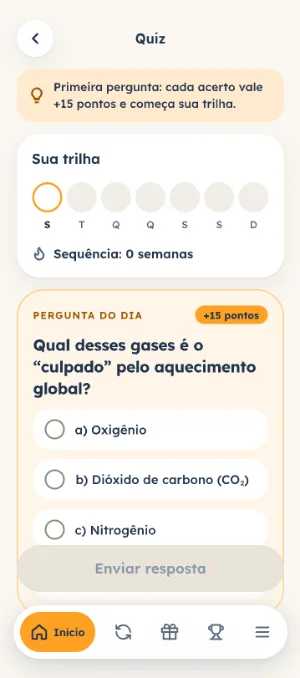 Quiz
Primeira pergunta: cada acerto vale
+15 pontos e começa sua trilha.
Sua trilha
S T Q Q S S D
Sequência: 0 semanas
PERGUNTA DO DIA
+15 pontos
Qual desses gases é o
“culpado” pelo aquecimento
global?
a) Oxigênio
b) Dióxido de carbono (CO₂)
c) Nitrogênio
Enviar resposta
Início